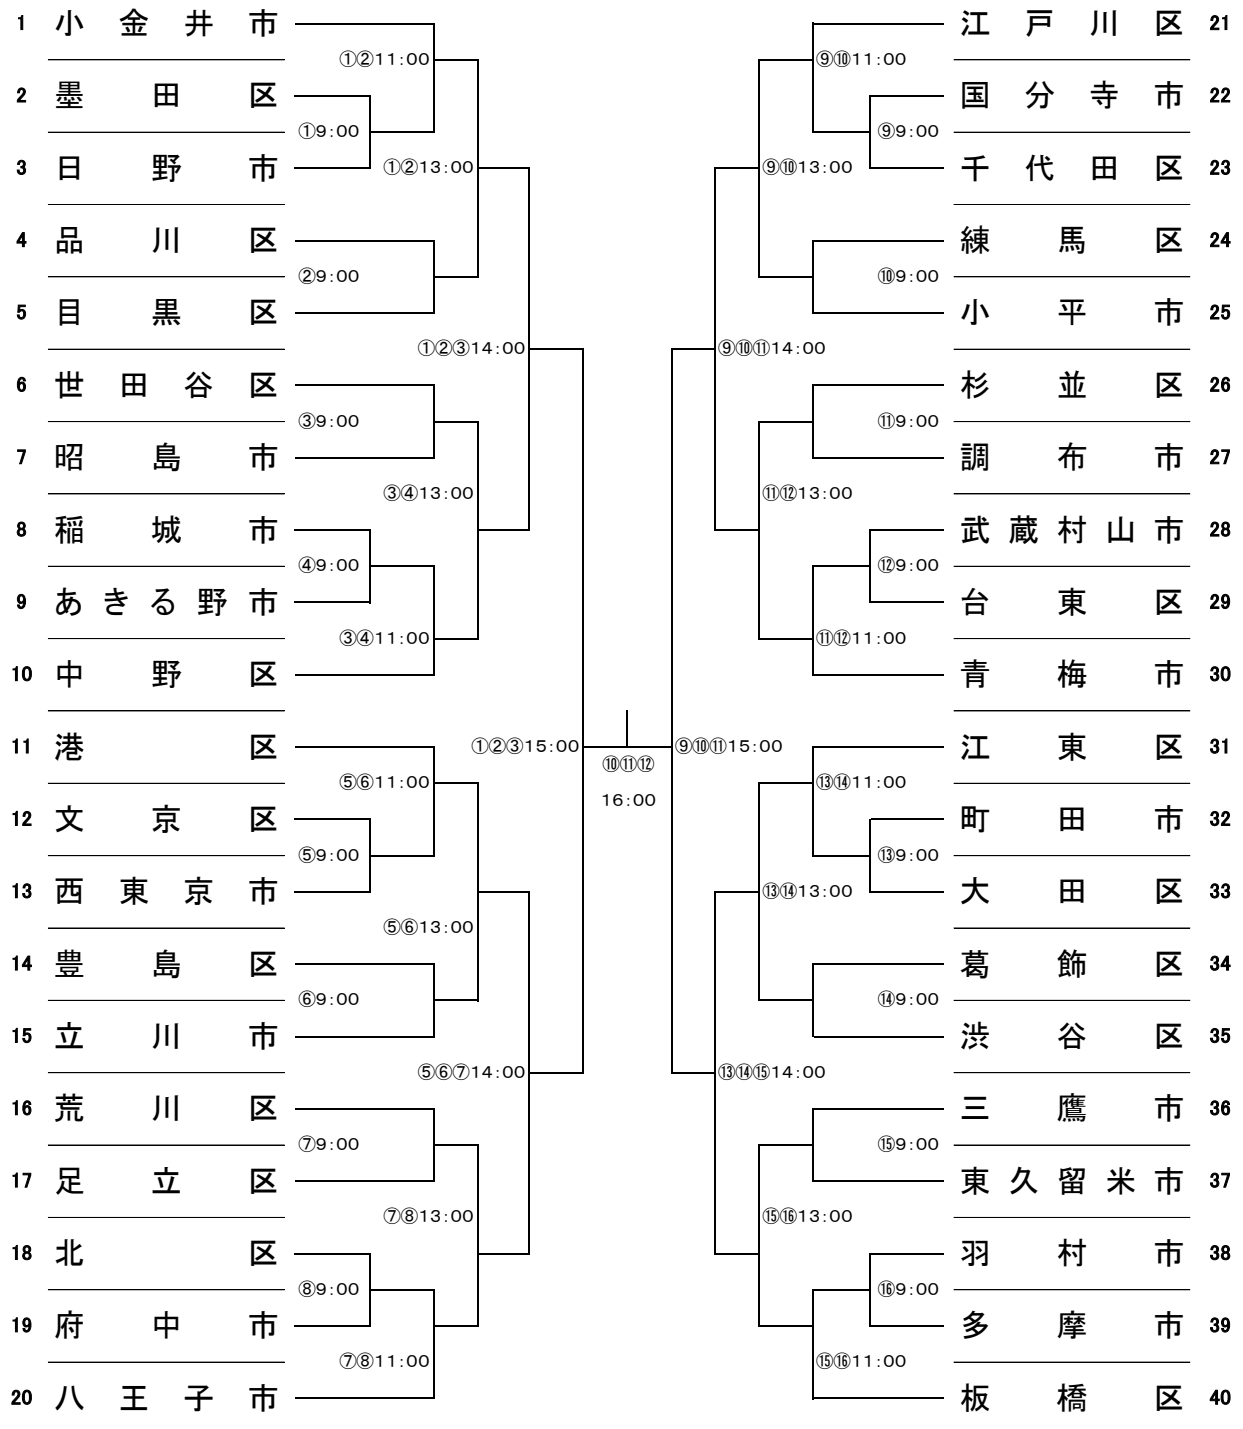 1 小金井市
①②11:00
2 墨田区
①9:00
3 日野市
①②13:00
4 品川区
②9:00
5 目黒区
①②③14:00
6 世田谷区
③9:00
7 昭島市
③④13:00
8 稲城市
④9:00
9 あきる野市
③④11:00
10 中野区
11 港区
①②③15:00
⑤⑥11:00
12 文京区
⑤9:00
13 西東京市
⑤⑥13:00
14 豊島区
⑥9:00
15 立川市
⑤⑥⑦14:00
16 荒川区
⑦9:00
17 足立区
⑦⑧13:00
18 北区
⑧9:00
19 府中市
⑦⑧11:00
20 八王子市
⑩⑪⑫
16:00
江戸川区 21
⑨⑩11:00
国分寺市 22
⑨9:00
千代田区 23
⑨⑩13:00
練馬区 24
⑩9:00
小平市 25
⑨⑩⑪14:00
杉並区 26
⑪9:00
調布市 27
⑪⑫13:00
武蔵村山市 28
⑫9:00
台東区 29
⑪⑫11:00
青梅市 30
⑨⑩⑪15:00
江東区 31
⑬⑭11:00
町田市 32
⑬9:00
大田区 33
⑬⑭13:00
葛飾区 34
⑭9:00
渋谷区 35
⑬⑭⑮14:00
三鷹市 36
⑮9:00
東久留米市 37
⑮⑯13:00
羽村市 38
⑯9:00
多摩市 39
⑮⑯11:00
板橋区 40